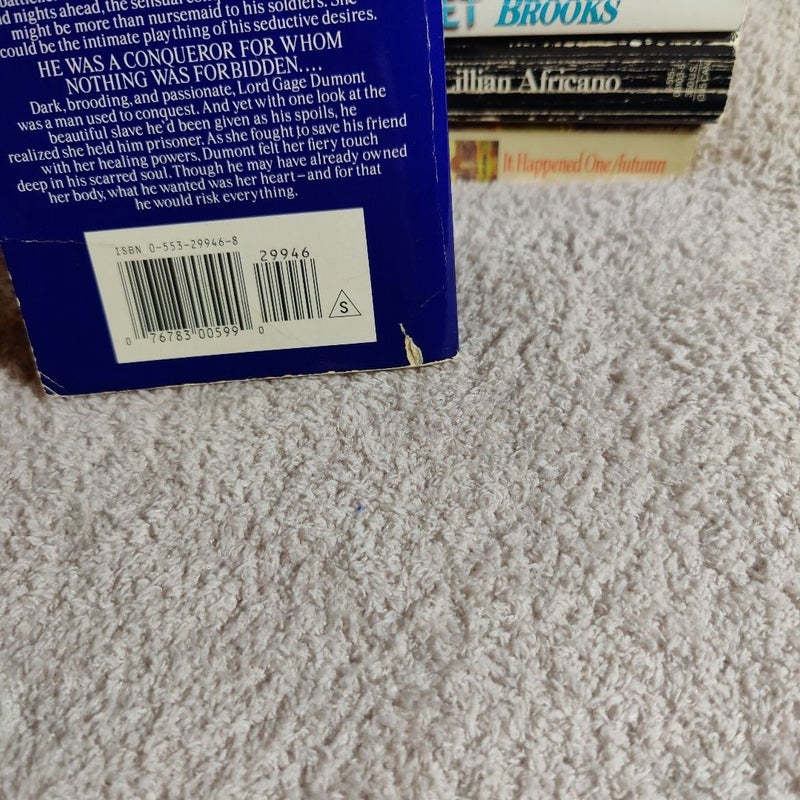 nights ahead, the sensual
might be more than nursemaid to his soldiers. She
could be the intimate plaything of his seductive desires.
HE WAS A CONQUEROR FOR WHOM
NOTHING WAS FORBIDDEN....
Dark, brooding, and passionate, Lord Gage Dumont
was a man used to conquest. And yet with one look at the
beautiful slave he'd been given as his spoils, he
realized she held him prisoner. As she fought to save his friend
with her healing powers, Dumont felt her fiery touch
deep in his scarred soul. Though he may have already owned
her body, what he wanted was her heart—and for that
he would risk everything.
ISBN 0-553-29946-8
29946
0 76783 00599 0
S
ET BROOKS
illian Africano
It Happened One Autumn